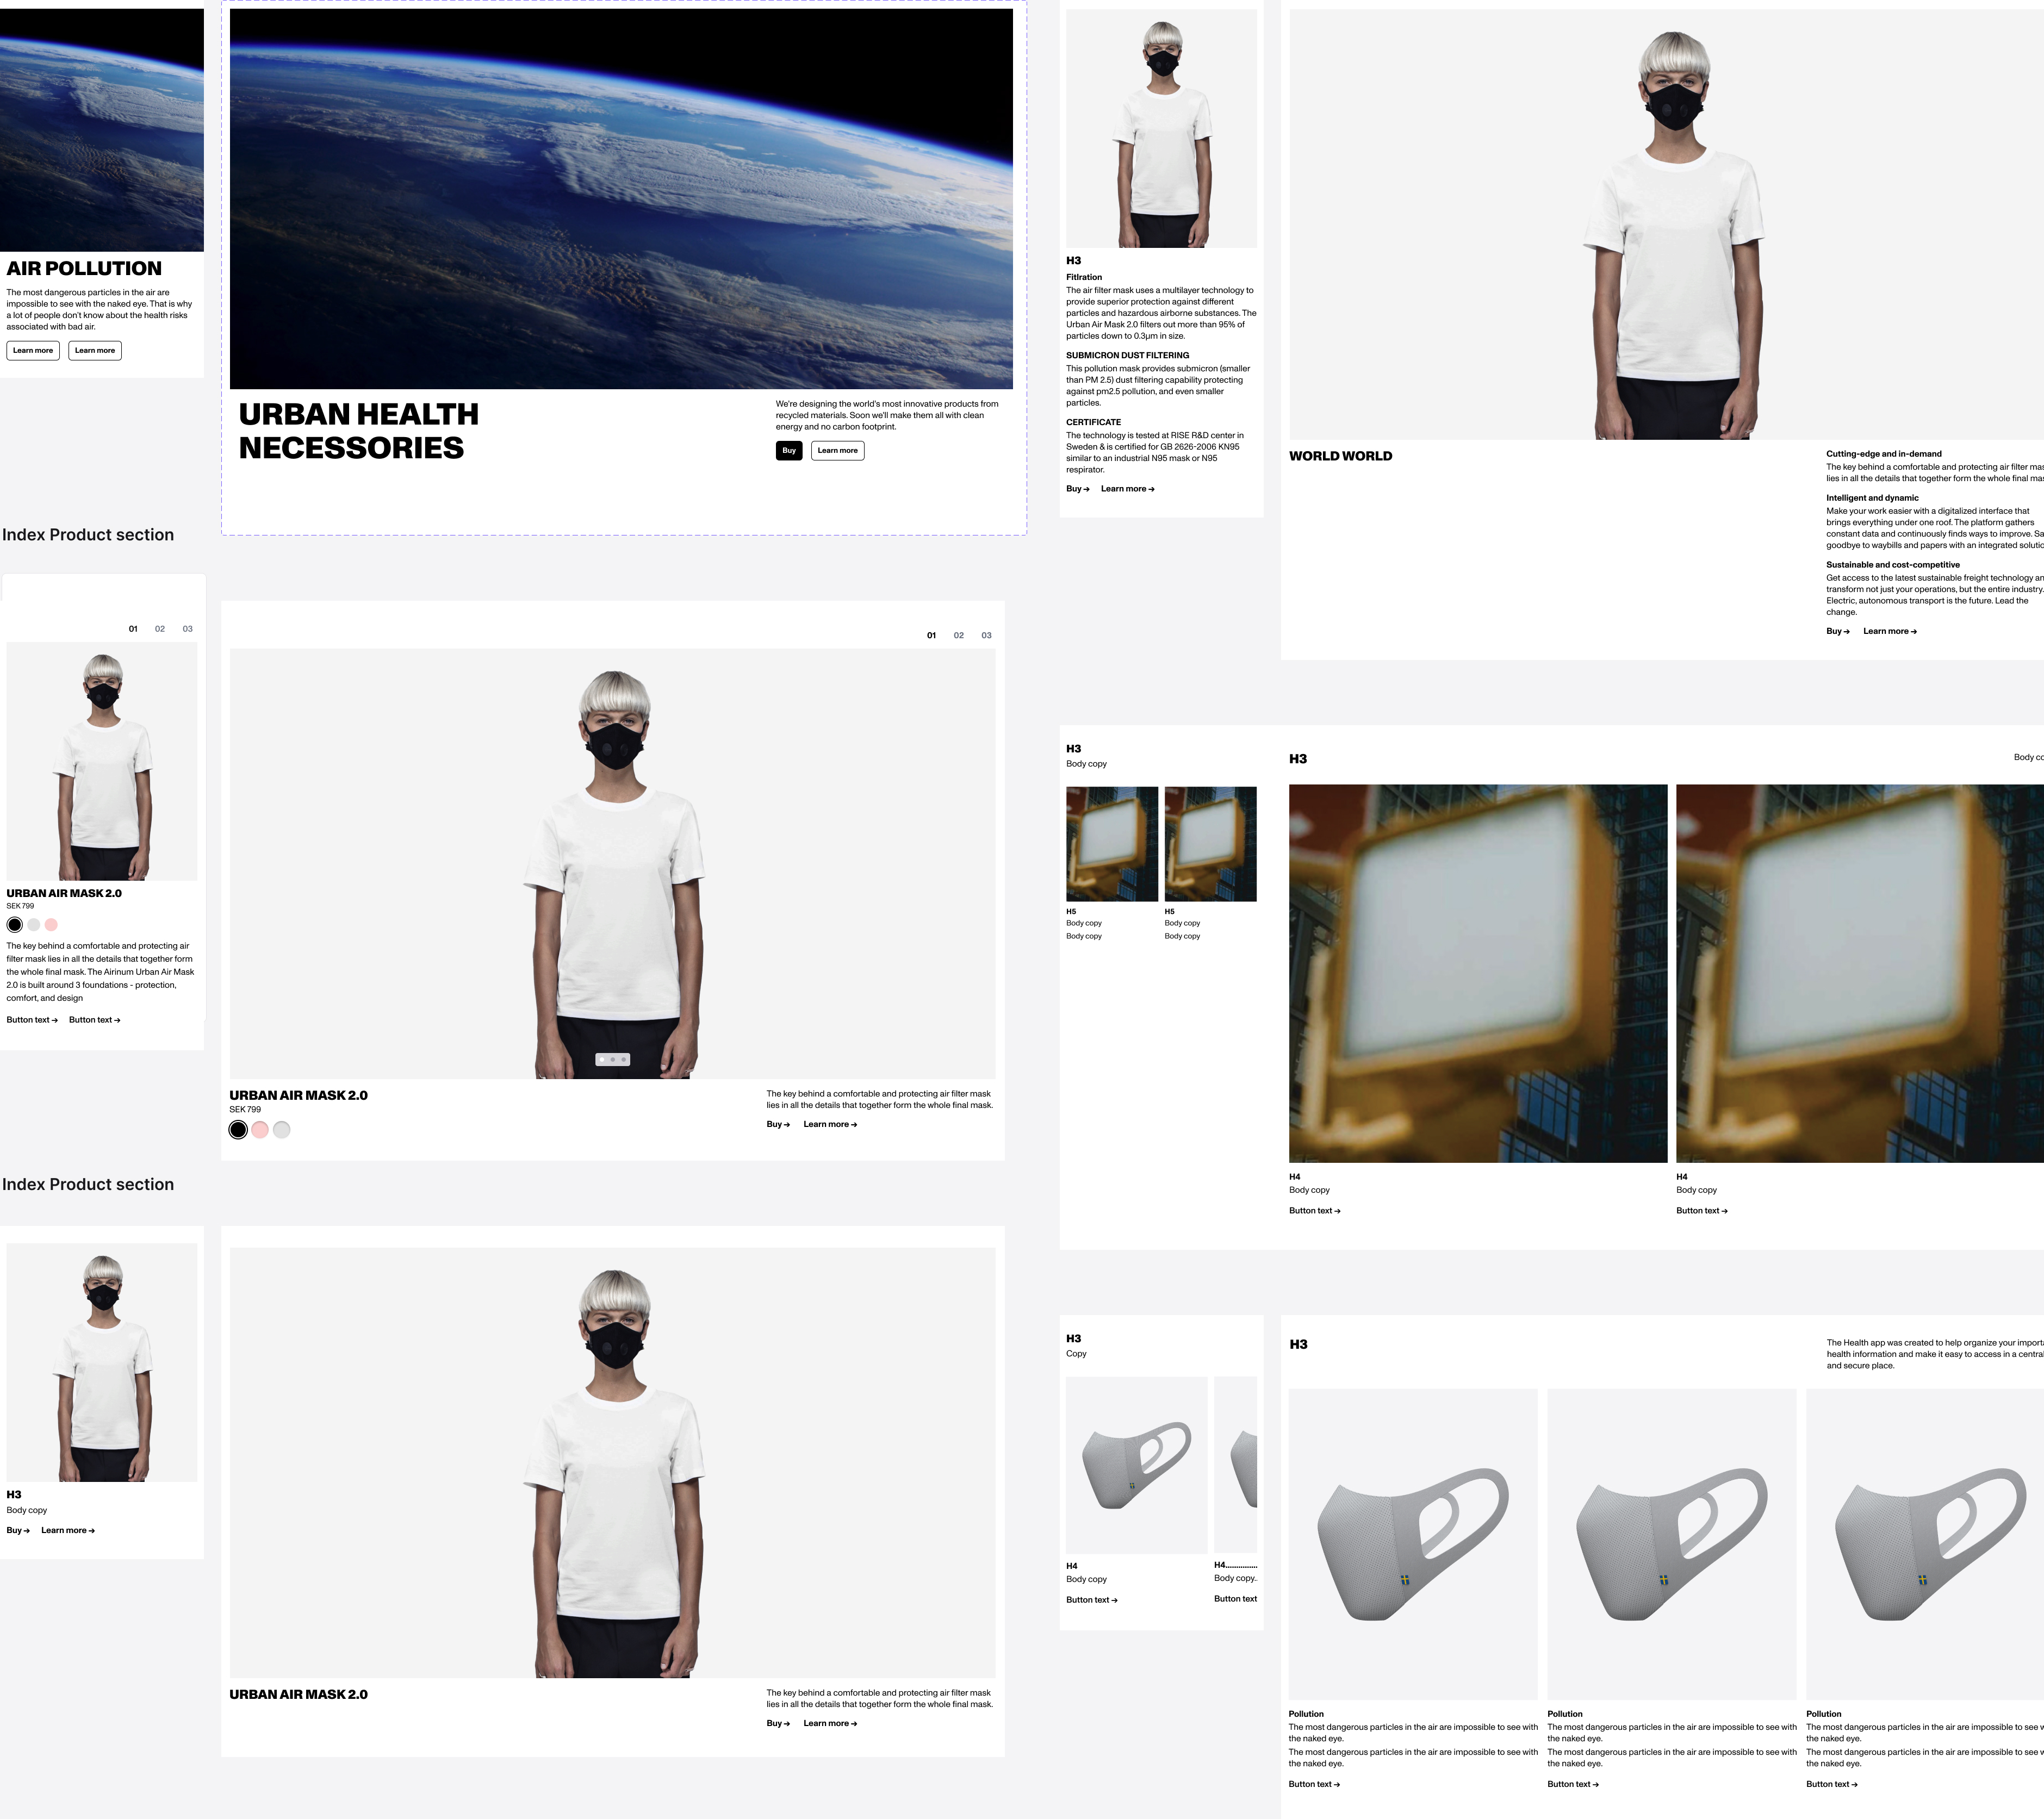 AIR POLLUTION
The most dangerous particles in the air are
impossible to see with the naked eye. That is why
a lot of people don't know about the health risks
associated with bad air.
Learn more
Learn more
URBAN HEALTH
NECESSORIES
We're designing the world's most innovative products from
recycled materials. Soon we'll make them all with clean
energy and no carbon footprint.
Buy
Learn more
Index Product section
01 02 03
URBAN AIR MASK 2.0
SEK 799
The key behind a comfortable and protecting air
filter mask lies in all the details that together form
the whole final mask. The Airinum Urban Air Mask
2.0 is built around 3 foundations - protection,
comfort, and design
Button text →
Button text →
01 02 03
URBAN AIR MASK 2.0
SEK 799
The key behind a comfortable and protecting air filter mask
lies in all the details that together form the whole final mask.
Buy →
Learn more →
Index Product section
H3
Body copy
Buy →
Learn more →
URBAN AIR MASK 2.0
The key behind a comfortable and protecting air filter mask
lies in all the details that together form the whole final mask.
Buy →
Learn more →
H3
Fitlration
The air filter mask uses a multilayer technology to
provide superior protection against different
particles and hazardous airborne substances. The
Urban Air Mask 2.0 filters out more than 95% of
particles down to 0.3μm in size.
SUBMICRON DUST FILTERING
This pollution mask provides submicron (smaller
than PM 2.5) dust filtering capability protecting
against pm2.5 pollution, and even smaller
particles.
CERTIFICATE
The technology is tested at RISE R&D center in
Sweden & is certified for GB 2626-2006 KN95
similar to an industrial N95 mask or N95
respirator.
Buy →
Learn more →
WORLD WORLD
Cutting-edge and in-demand
The key behind a comfortable and protecting air filter mas
lies in all the details that together form the whole final mas
Intelligent and dynamic
Make your work easier with a digitalized interface that
brings everything under one roof. The platform gathers
constant data and continuously finds ways to improve. Sa
goodbye to waybills and papers with an integrated solutio
Sustainable and cost-competitive
Get access to the latest sustainable freight technology an
transform not just your operations, but the entire industry.
Electric, autonomous transport is the future. Lead the
change.
Buy →
Learn more →
H3
Body copy
H5
Body copy
Body copy
H5
Body copy
Body copy
H3
Body co
H4
Body copy
Button text →
H4
Body copy
Button text →
H3
Copy
H4
Body copy
Button text →
H4...............
Body copy..
Button text
H3
The Health app was created to help organize your importa
health information and make it easy to access in a central
and secure place.
Pollution
The most dangerous particles in the air are impossible to see with
the naked eye.
The most dangerous particles in the air are impossible to see with
the naked eye.
Button text →
Pollution
The most dangerous particles in the air are impossible to see with
the naked eye.
The most dangerous particles in the air are impossible to see with
the naked eye.
Button text →
Pollution
The most dangerous particles in the air are impossible to see w
the naked eye.
The most dangerous particles in the air are impossible to see w
the naked eye.
Button text →